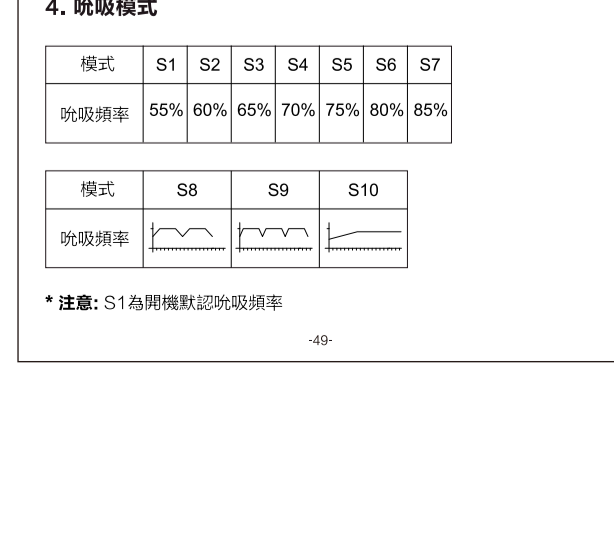 4. 吮吸模式
模式 S1 S2 S3 S4 S5 S6 S7
吮吸頻率 55% 60% 65% 70% 75% 80% 85%
模式 S8 S9 S10
吮吸頻率
* 注意: S1為開機默認吮吸頻率
-49-